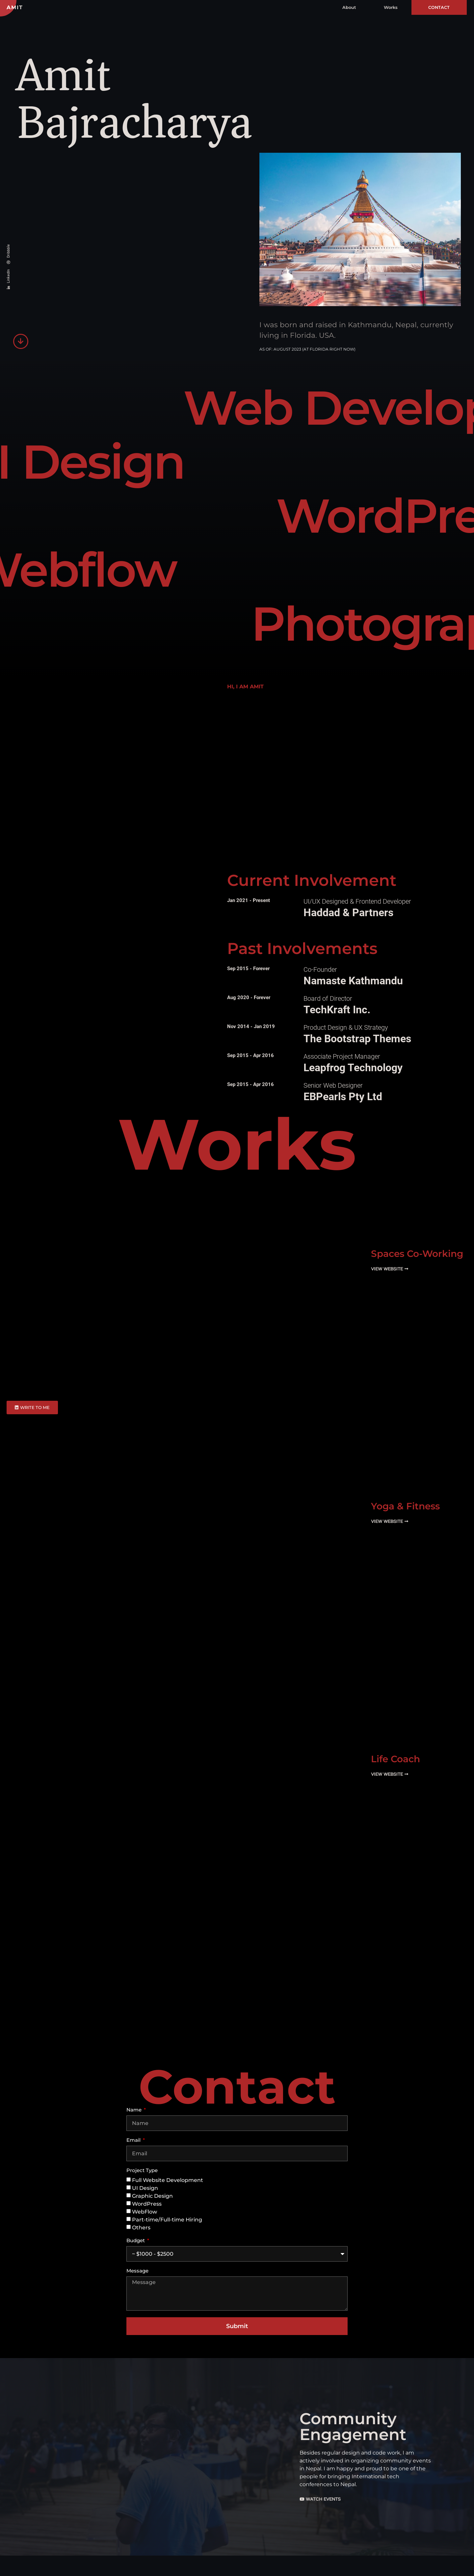 AMIT
About
Works
CONTACT
Amit
Bajracharya
Dribbble
LinkedIn
I was born and raised in Kathmandu, Nepal, currently
living in Florida. USA.
AS OF: AUGUST 2023 (AT FLORIDA RIGHT NOW)
Web Develop
I Design
WordPre
Webflow
Photograp
HI, I AM AMIT
Current Involvement
Jan 2021 - Present
UI/UX Designed & Frontend Developer
Haddad & Partners
Past Involvements
Sep 2015 - Forever
Co-Founder
Namaste Kathmandu
Aug 2020 - Forever
Board of Director
TechKraft Inc.
Nov 2014 - Jan 2019
Product Design & UX Strategy
The Bootstrap Themes
Sep 2015 - Apr 2016
Associate Project Manager
Leapfrog Technology
Sep 2015 - Apr 2016
Senior Web Designer
EBPearls Pty Ltd
Works
Spaces Co-Working
VIEW WEBSITE
WRITE TO ME
Yoga & Fitness
VIEW WEBSITE
Life Coach
VIEW WEBSITE
Contact
Name *
Name
Email *
Email
Project Type
Full Website Development
UI Design
Graphic Design
WordPress
WebFlow
Part-time/Full-time Hiring
Others
Budget *
~ $1000 - $2500
Message
Message
Submit
Community
Engagement
Besides regular design and code work, I am
actively involved in organizing community events
in Nepal. I am happy and proud to be one of the
people for bringing International tech
conferences to Nepal.
WATCH EVENTS